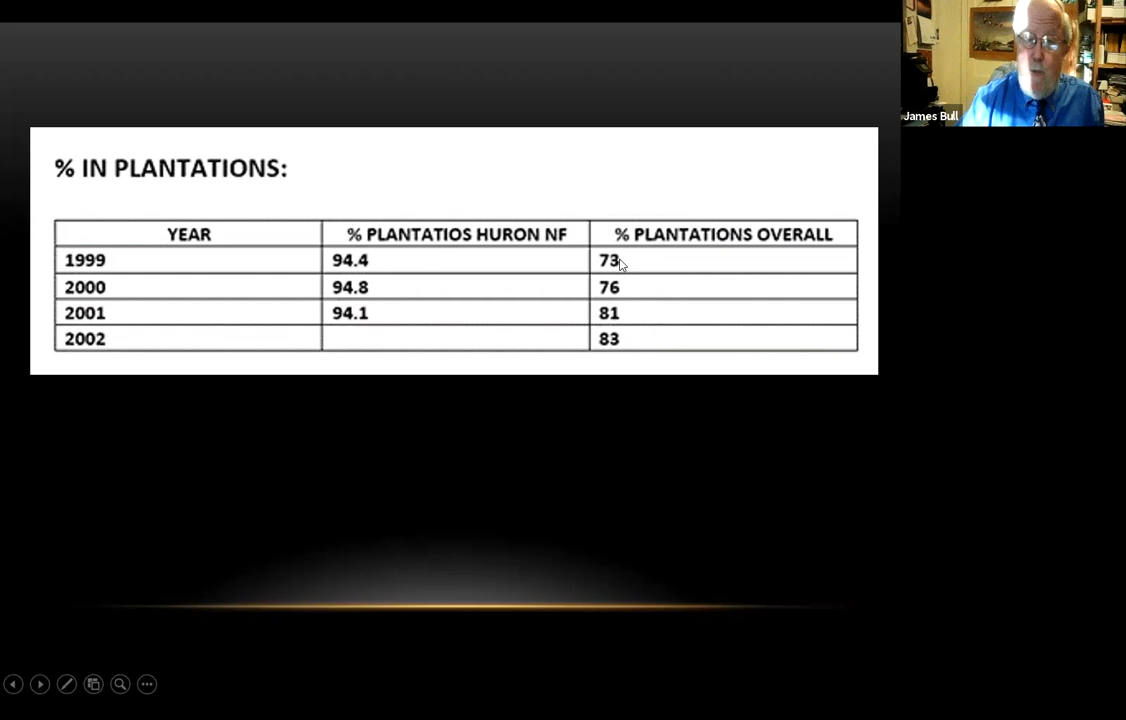 James Bull
% IN PLANTATIONS:
YEAR % PLANTATIOS HURON NF % PLANTATIONS OVERALL
1999 94.4 73
2000 94.8 76
2001 94.1 81
2002 83